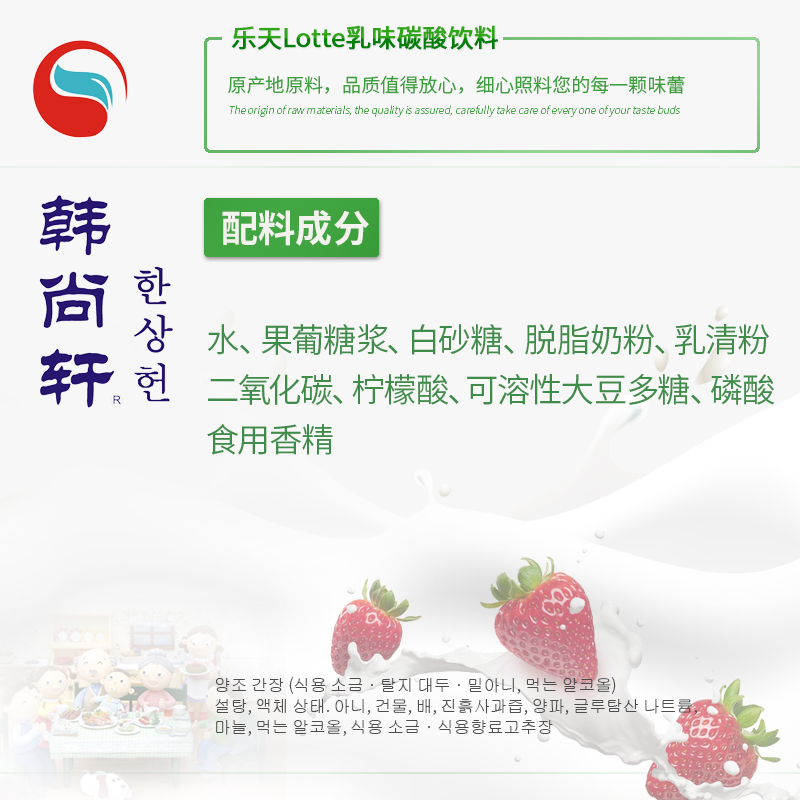 乐天Lotte乳味碳酸饮料
原产地原料，品质值得放心，细心照料您的每一颗味蕾
The origin of raw materials, the quality is assured, carefully take care of every one of your taste buds
韩尚轩
R
한상헌
配料成分
水、果葡糖浆、白砂糖、脱脂奶粉、乳清粉
二氧化碳、柠檬酸、可溶性大豆多糖、磷酸
食用香精
양조 간장 (식용 소금 · 탈지 대두 · 밀아니, 먹는 알코올)
설탕, 액체 상태. 아니, 건물, 배, 진흙사과즙, 양파, 글루탐산 나트륨,
마늘, 먹는 알코올, 식용 소금 · 식용향료고추장